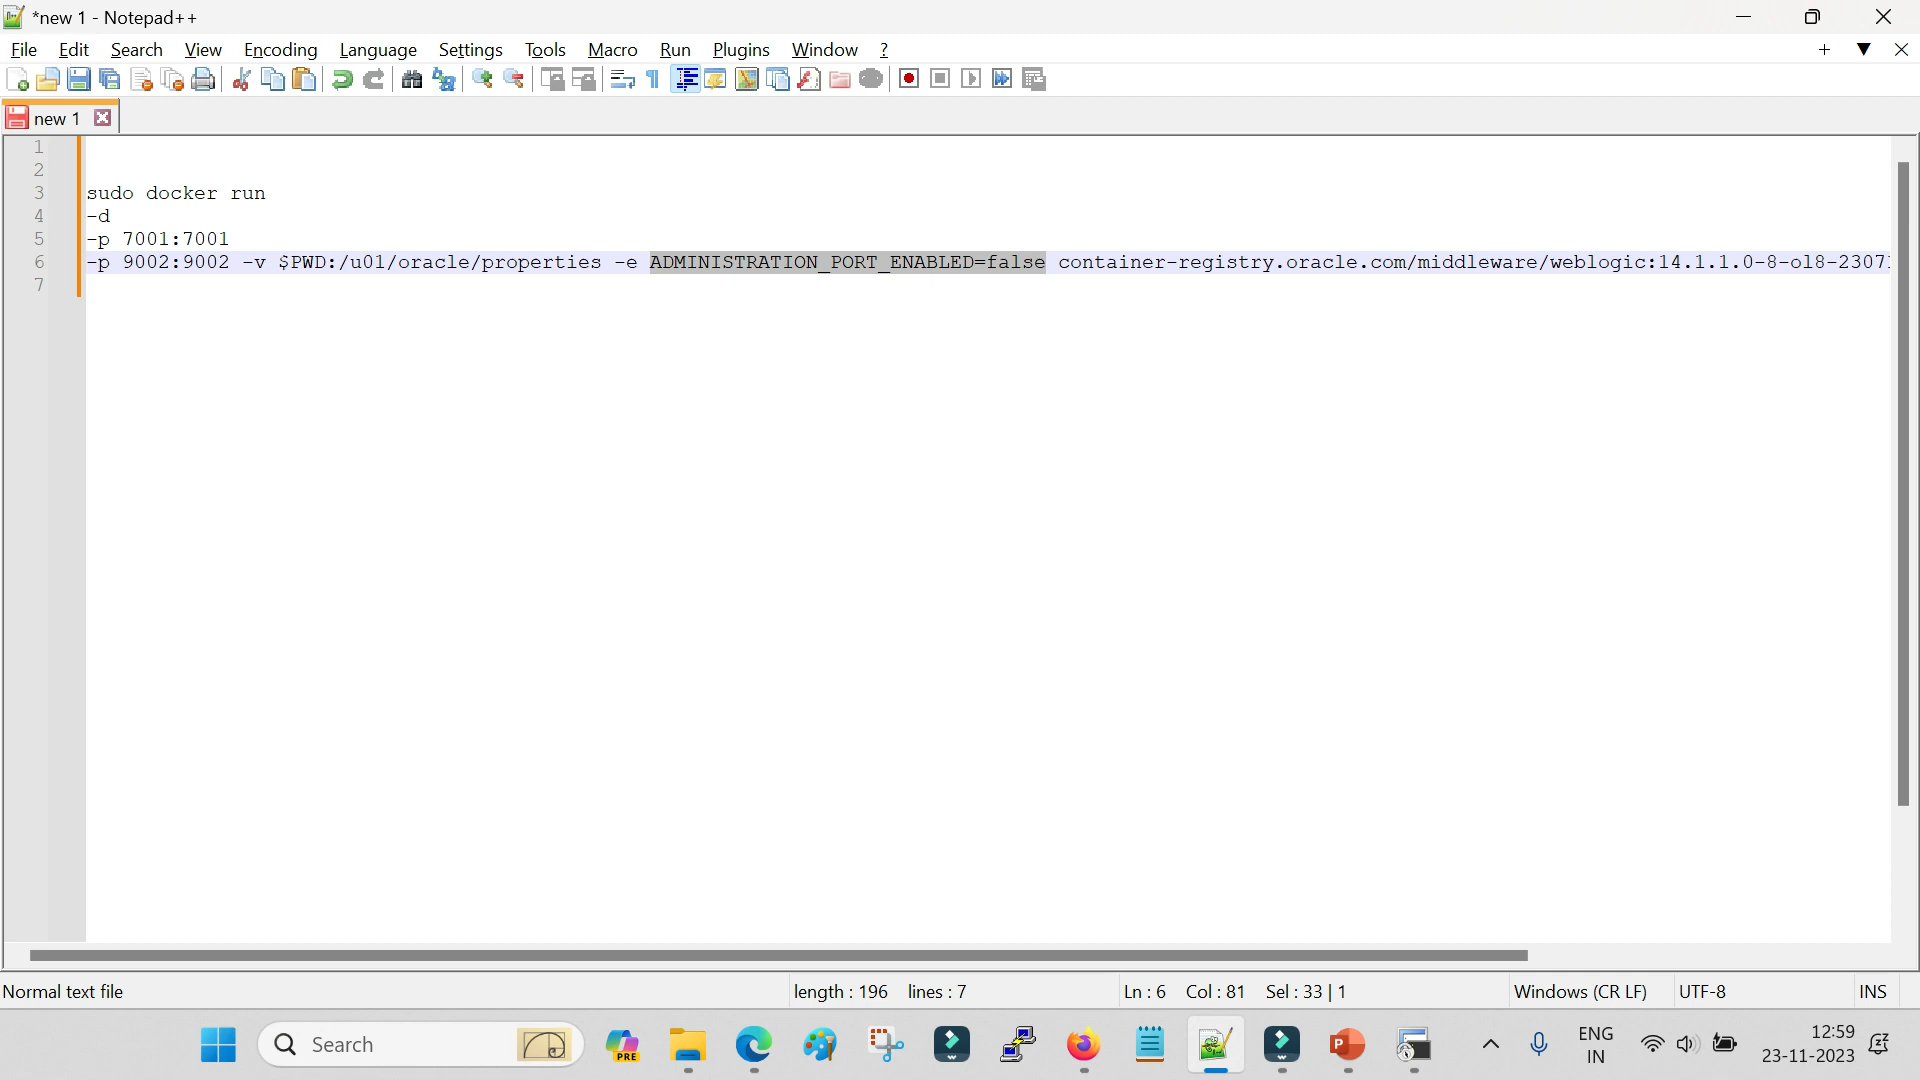 *new 1 - Notepad++
File Edit Search View Encoding Language Settings Tools Macro Run Plugins Window ?
new 1
1
2
3 sudo docker run
4 -d
5 -p 7001:7001
6 -p 9002:9002 -v $PWD:/u01/oracle/properties -e ADMINISTRATION_PORT_ENABLED=false container-registry.oracle.com/middleware/weblogic:14.1.1.0-8-ol8-2307
7
Normal text file length : 196 lines : 7 Ln : 6 Col : 81 Sel : 33 | 1 Windows (CR LF) UTF-8 INS
Search PRE ENG IN 12:59 23-11-2023